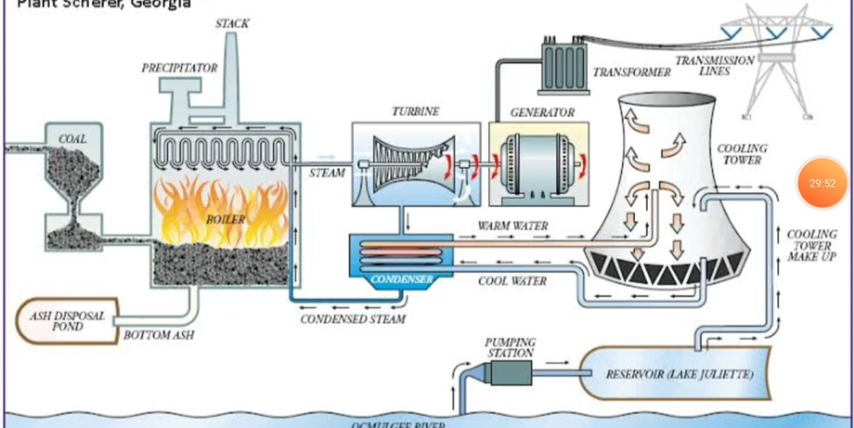 Plant Scherer, Georgia
STACK
PRECIPITATOR
TRANSFORMER
TRANSMISSION
LINES
TURBINE
GENERATOR
COAL
COOLING
TOWER
STEAM
29:52
BOILER
WARM WATER
COOLING
TOWER
MAKE UP
CONDENSER
COOL WATER
ASH DISPOSAL
POND
BOTTOM ASH
CONDENSED STEAM
PUMPING
STATION
RESERVOIR (LAKE JULIETTE)
OCMULGEE RIVER